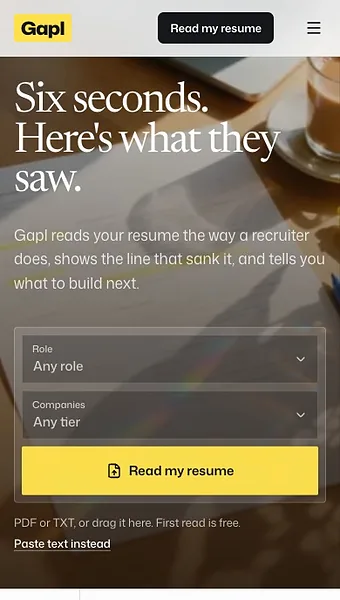 Gapl
Read my resume
Six seconds.
Here's what they
saw.
Gapl reads your resume the way a recruiter
does, shows the line that sank it, and tells you
what to build next.
Role
Any role
Companies
Any tier
Read my resume
PDF or TXT, or drag it here. First read is free.
Paste text instead